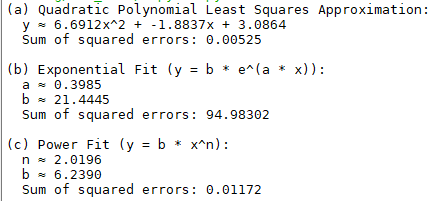 (a) Quadratic Polynomial Least Squares Approximation:
y ≈ 6.6912x^2 + -1.8837x + 3.0864
Sum of squared errors: 0.00525
(b) Exponential Fit (y = b * e^(a * x)):
a ≈ 0.3985
b ≈ 21.4445
Sum of squared errors: 94.98302
(c) Power Fit (y = b * x^n):
n ≈ 2.0196
b ≈ 6.2390
Sum of squared errors: 0.01172